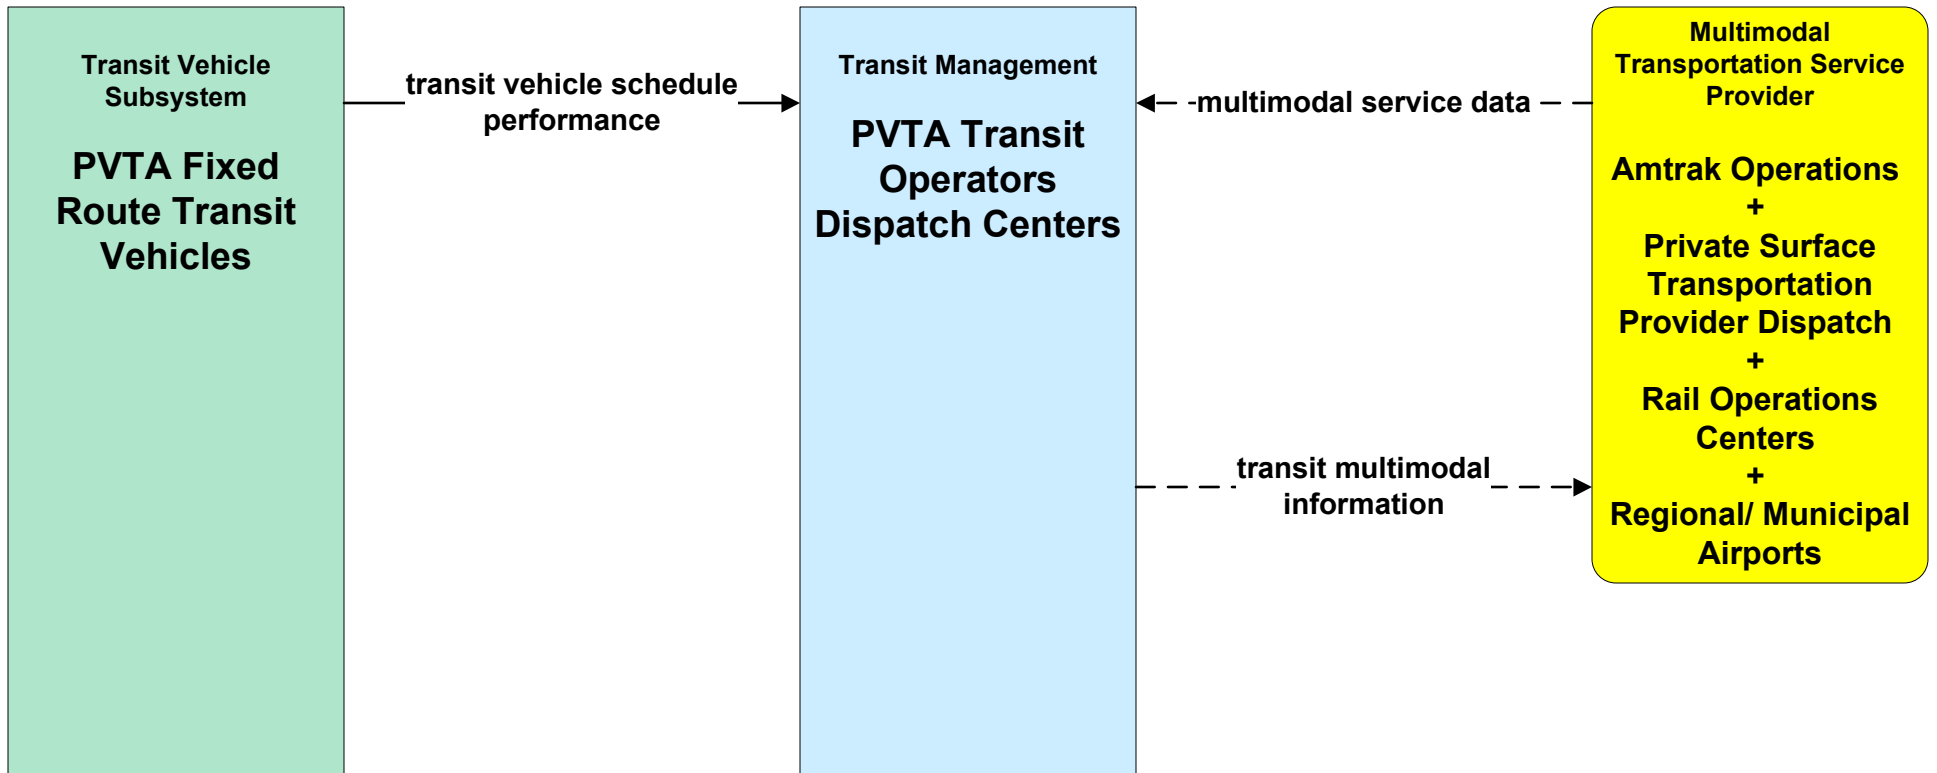 Transit Vehicle
Subsystem
PVTA Fixed
Route Transit
Vehicles
transit vehicle schedule
performance
Transit Management
PVTA Transit
Operators
Dispatch Centers
multimodal service data
transit multimodal
information
Multimodal
Transportation Service
Provider
Amtrak Operations
+
Private Surface
Transportation
Provider Dispatch
+
Rail Operations
Centers
+
Regional/ Municipal
Airports